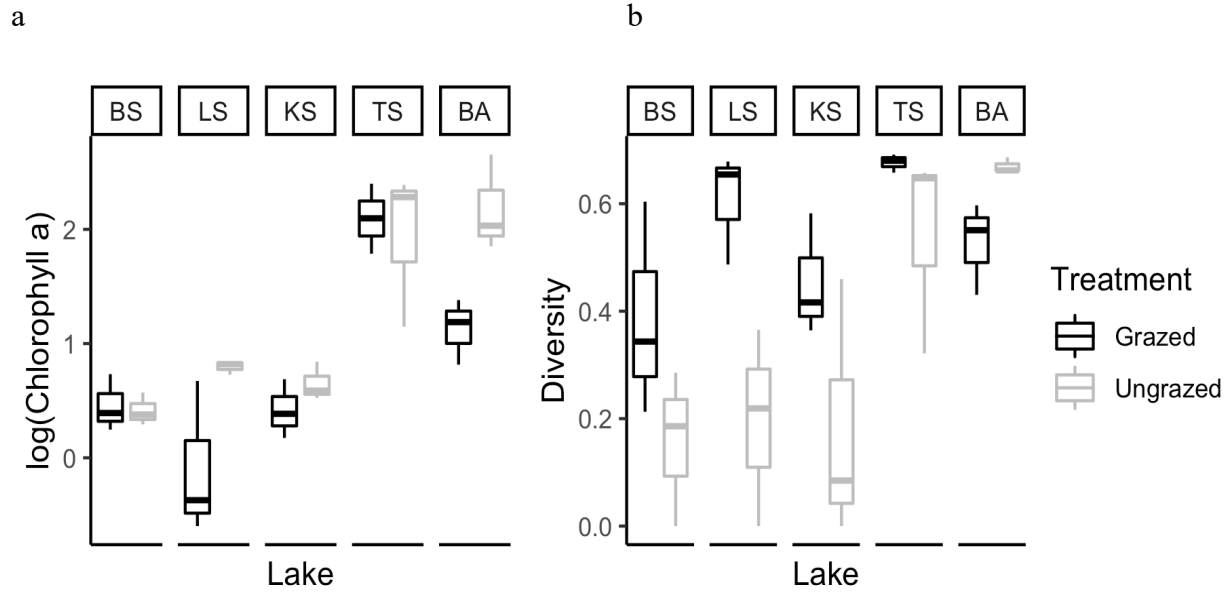 a
b
BS LS KS TS BA
BS LS KS TS BA
log(Chlorophyll a)
2
1
0
Lake
Diversity
0.6
0.4
0.2
0.0
Lake
Treatment
Grazed
Ungrazed